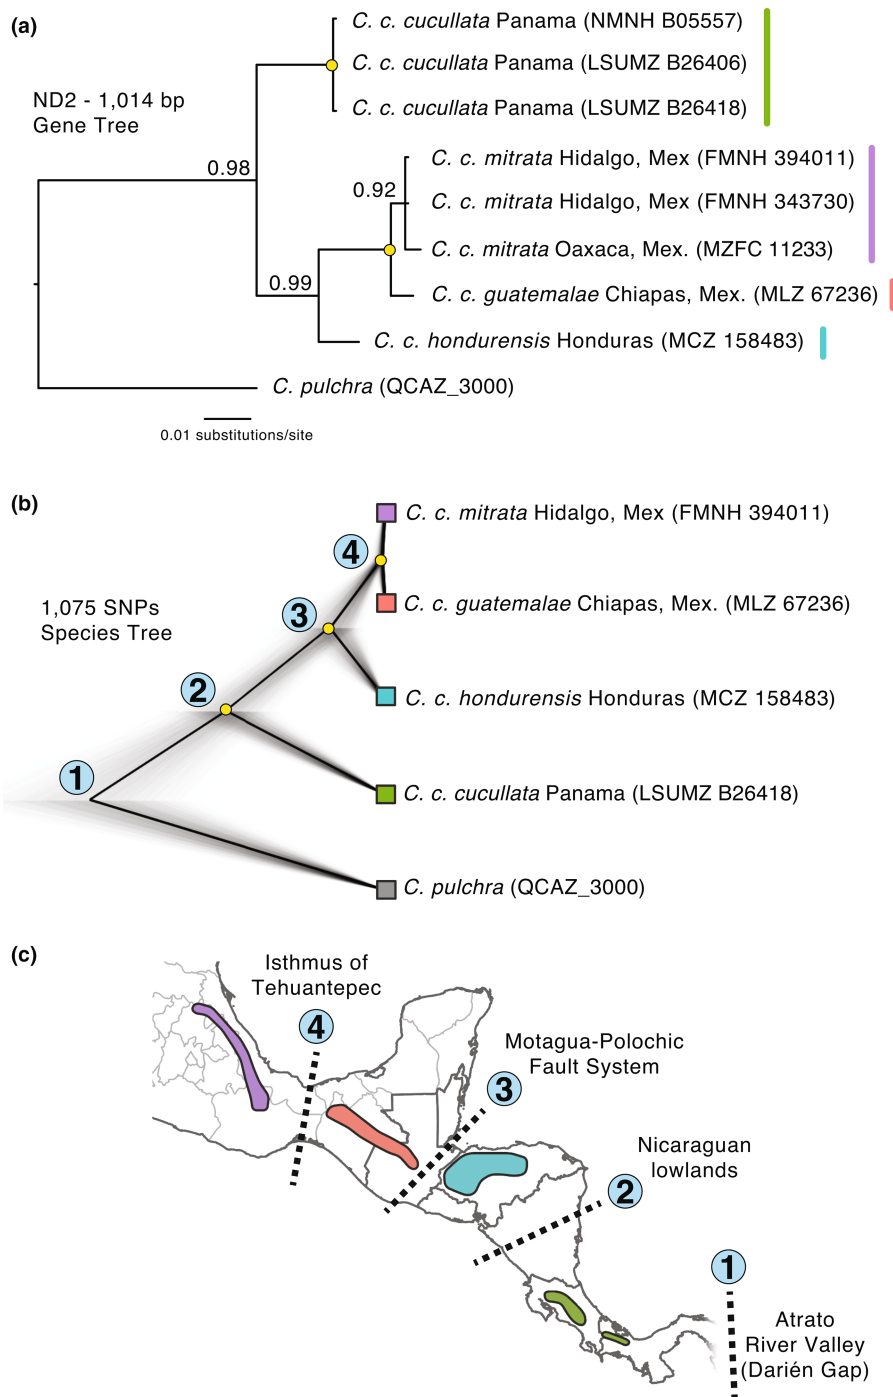 (a)
C. c. cucullata Panama (NMNH B05557)
C. c. cucullata Panama (LSUMZ B26406)
ND2 - 1,014 bp
Gene Tree
C. c. cucullata Panama (LSUMZ B26418)
C. c. mitrata Hidalgo, Mex (FMNH 394011)
0.98
0.92
C. c. mitrata Hidalgo, Mex (FMNH 343730)
C. c. mitrata Oaxaca, Mex. (MZFC 11233)
0.99
C. c. guatemalae Chiapas, Mex. (MLZ 67236)
C. c. hondurensis Honduras (MCZ 158483)
C. pulchra (QCAZ_3000)
0.01 substitutions/site
(b)
C. c. mitrata Hidalgo, Mex (FMNH 394011)
4
1,075 SNPs
Species Tree
C. c. guatemalae Chiapas, Mex. (MLZ 67236)
3
2
C. c. hondurensis Honduras (MCZ 158483)
1
C. c. cucullata Panama (LSUMZ B26418)
C. pulchra (QCAZ_3000)
(c)
Isthmus of
Tehuantepec
4
Motagua-Polochic
Fault System
3
Nicaraguan
lowlands
2
1
Atrato
River Valley
(Darién Gap)